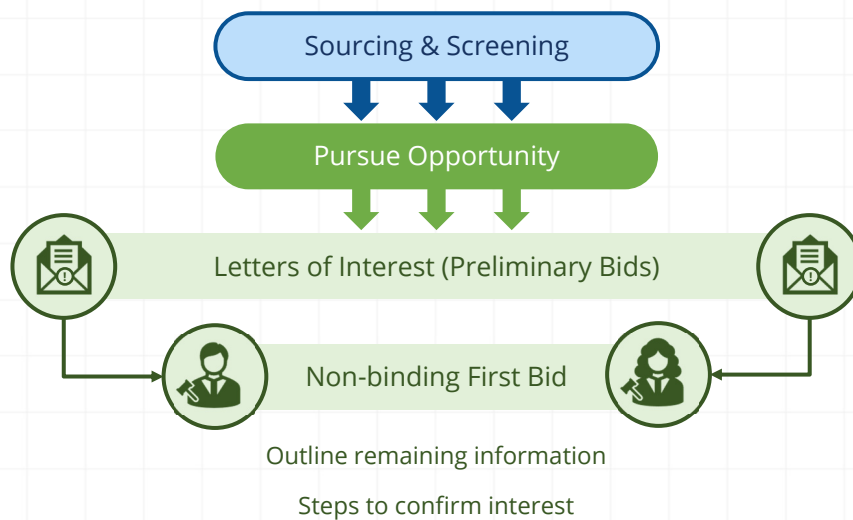 Sourcing & Screening
Pursue Opportunity
Letters of Interest (Preliminary Bids)
Non-binding First Bid
Outline remaining information
Steps to confirm interest